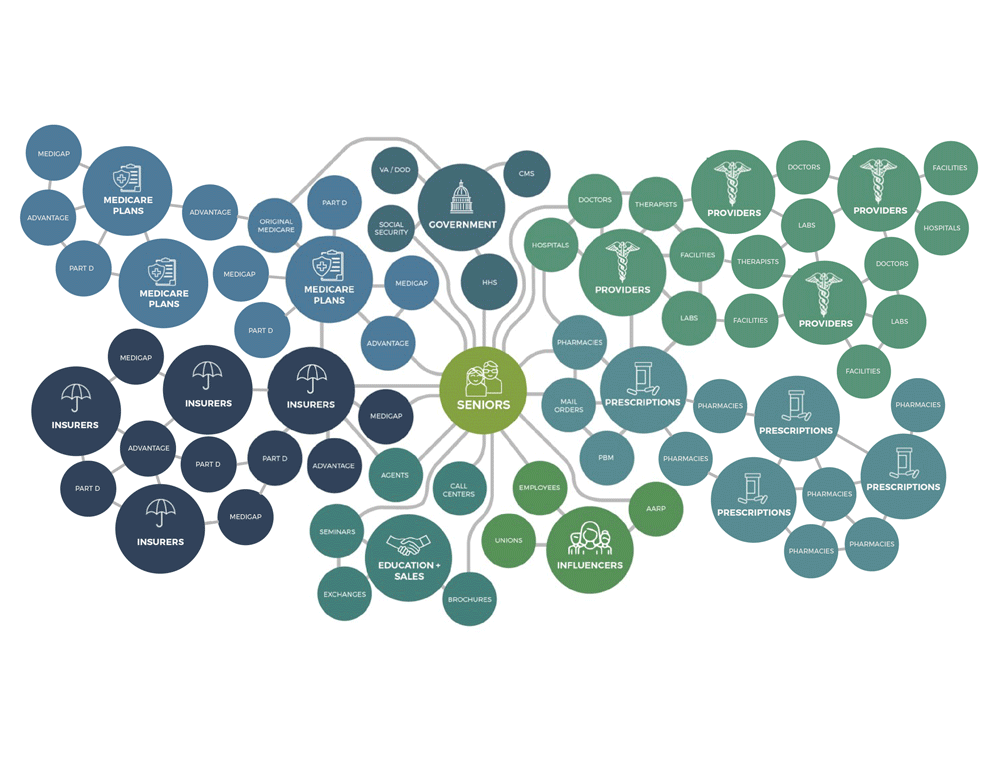 MEDIGAP
MEDICARE
PLANS
ADVANTAGE
PART D
MEDICARE
PLANS
ADVANTAGE
ORIGINAL
MEDICARE
PART D
MEDIGAP
MEDICARE
PLANS
MEDIGAP
PART D
ADVANTAGE
VA / DOD
CMS
SOCIAL
SECURITY
GOVERNMENT
HHS
DOCTORS
THERAPISTS
PROVIDERS
DOCTORS
PROVIDERS
FACILITIES
HOSPITALS
PROVIDERS
FACILITIES
THERAPISTS
LABS
HOSPITALS
DOCTORS
LABS
FACILITIES
PROVIDERS
LABS
FACILITIES
MEDIGAP
INSURERS
INSURERS
INSURERS
MEDIGAP
ADVANTAGE
PART D
PART D
ADVANTAGE
PART D
INSURERS
MEDIGAP
SENIORS
PHARMACIES
MAIL
ORDERS
PRESCRIPTIONS
PBM
PHARMACIES
PHARMACIES
PRESCRIPTIONS
PHARMACIES
PRESCRIPTIONS
PRESCRIPTIONS
PHARMACIES
PHARMACIES
PHARMACIES
AGENTS
CALL
CENTERS
SEMINARS
EDUCATION +
SALES
EXCHANGES
BROCHURES
EMPLOYEES
AARP
UNIONS
INFLUENCERS